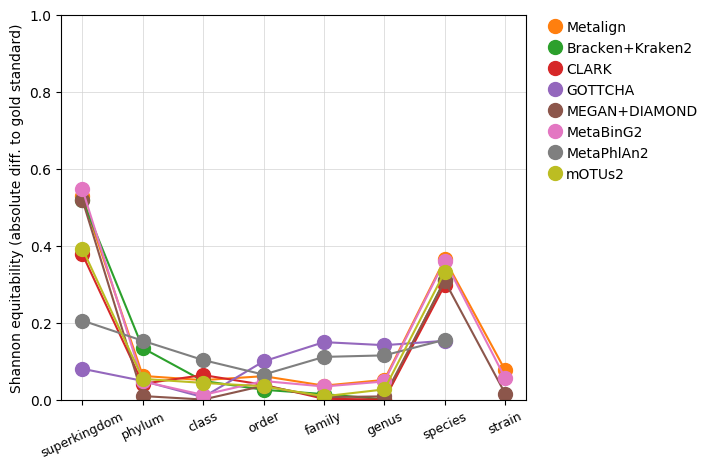 Shannon equitability (absolute diff. to gold standard)
1.0
0.8
0.6
0.4
0.2
0.0
superkingdom
phylum
class
order
family
genus
species
strain
Metalign
Bracken+Kraken2
CLARK
GOTTCHA
MEGAN+DIAMOND
MetaBinG2
MetaPhlAn2
mOTUs2